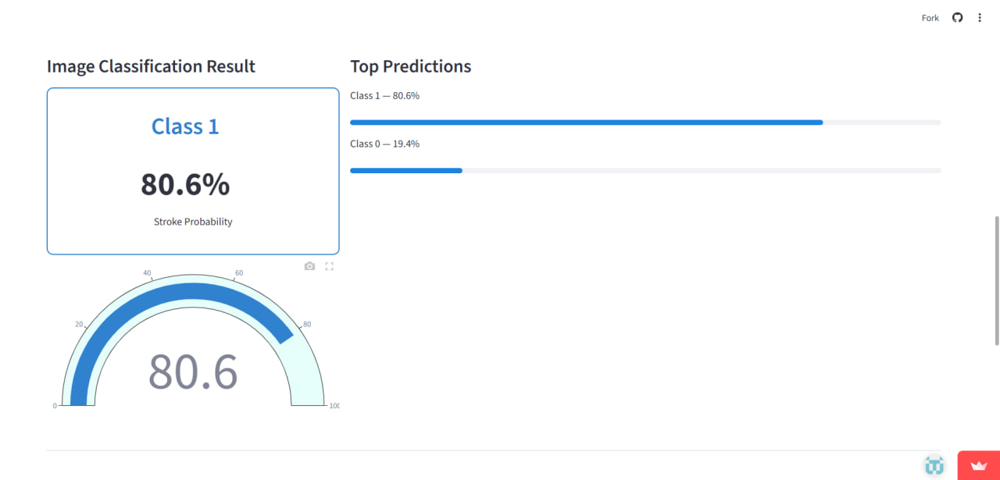 Fork
Image Classification Result
Class 1
80.6%
Stroke Probability
Top Predictions
Class 1 — 80.6%
Class 0 — 19.4%
0
20
40
60
80
100
80.6